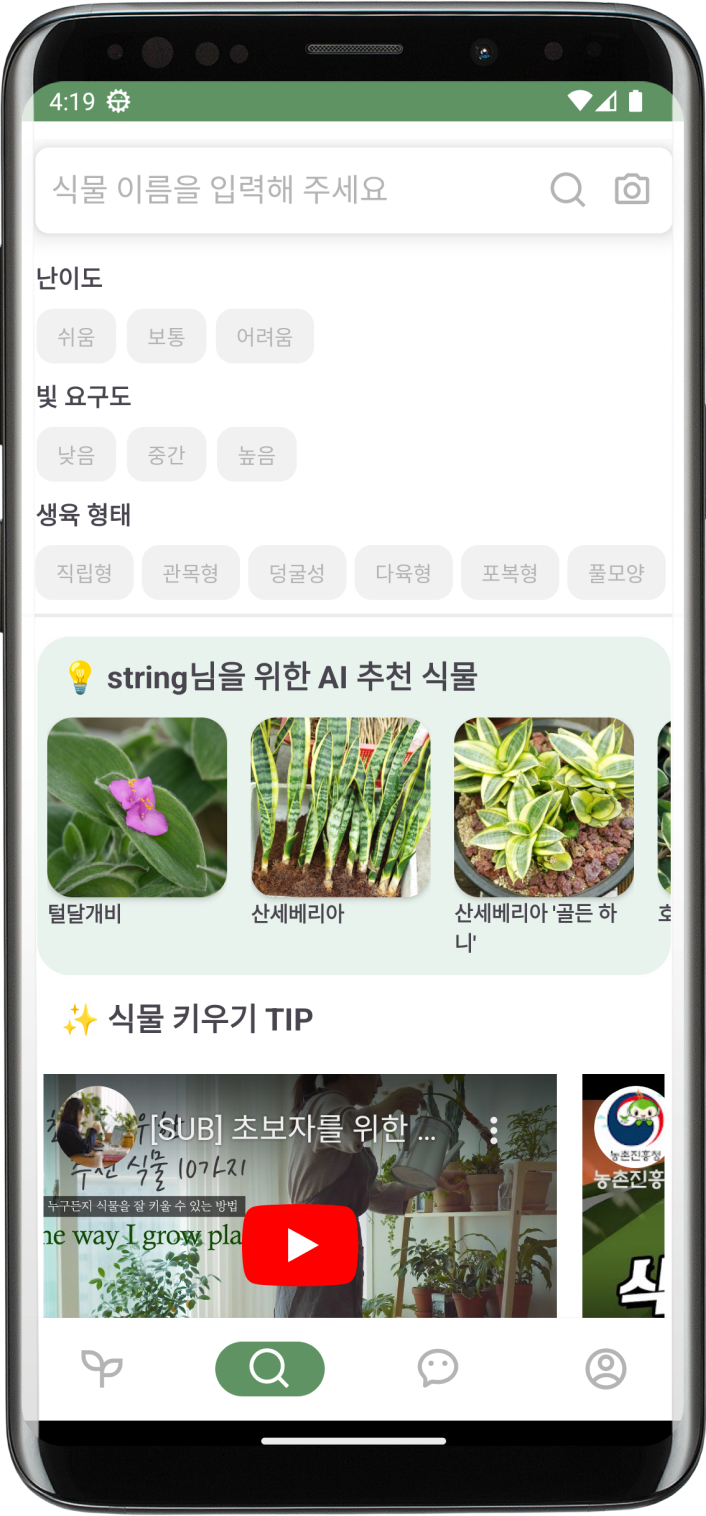 4:19
식물 이름을 입력해 주세요
난이도
쉬움 보통 어려움
빛 요구도
낮음 중간 높음
생육 형태
직립형 관목형 덩굴성 다육형 포복형 풀모양
💡 string님을 위한 AI 추천 식물
털달개비
산세베리아
산세베리아 '골든 하
니'
✨ 식물 키우기 TIP
[SUB] 초보자를 위한 ...
추천 식물 10가지
누구든지 식물을 잘 키울 수 있는 방법
he way I grow pla
농촌진흥청
농촌진흥
식